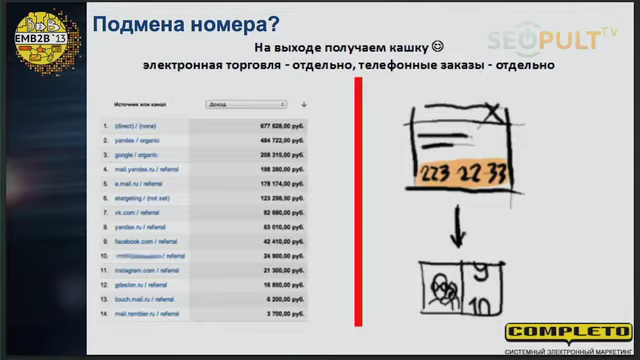 EMB2B'13
Подмена номера?
SEOPULT TV
На выходе получаем кашку
электронная торговля - отдельно, телефонные заказы - отдельно
Источник или канал Доход
1. (direct) / (none) 677 628,00 руб.
2. yandex / organic 484 722,00 руб.
3. google / organic 208 315,00 руб.
4. mail.yandex.ru / referral 188 280,00 руб.
5. e.mail.ru / referral 178 174,00 руб.
6. etargeting / (not set) 123 298,50 руб.
7. vk.com / referral 82 680,00 руб.
8. yandex.ru / referral 63 010,00 руб.
9. facebook.com / referral 42 410,00 руб.
10. / referral 24 900,00 руб.
11. instagram.com / referral 21 300,00 руб.
12. gdeslon.ru / referral 16 850,00 руб.
13. touch.mail.ru / referral 6 200,00 руб.
14. mail.rambler.ru / referral 3 700,00 руб.
X
223 22 33
9
10
COMPLETO
СИСТЕМНЫЙ ЭЛЕКТРОННЫЙ МАРКЕТИНГ